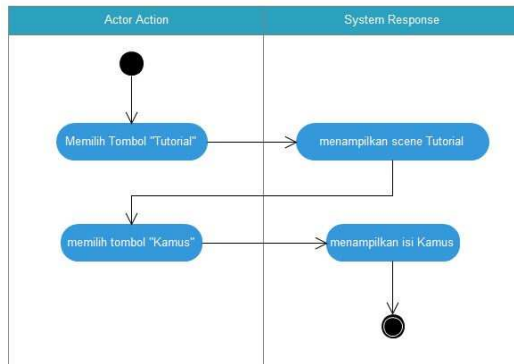 Actor Action
System Response
Memilih Tombol "Tutorial"
menampilkan scene Tutorial
memilih tombol "Kamus"
menampilkan isi Kamus